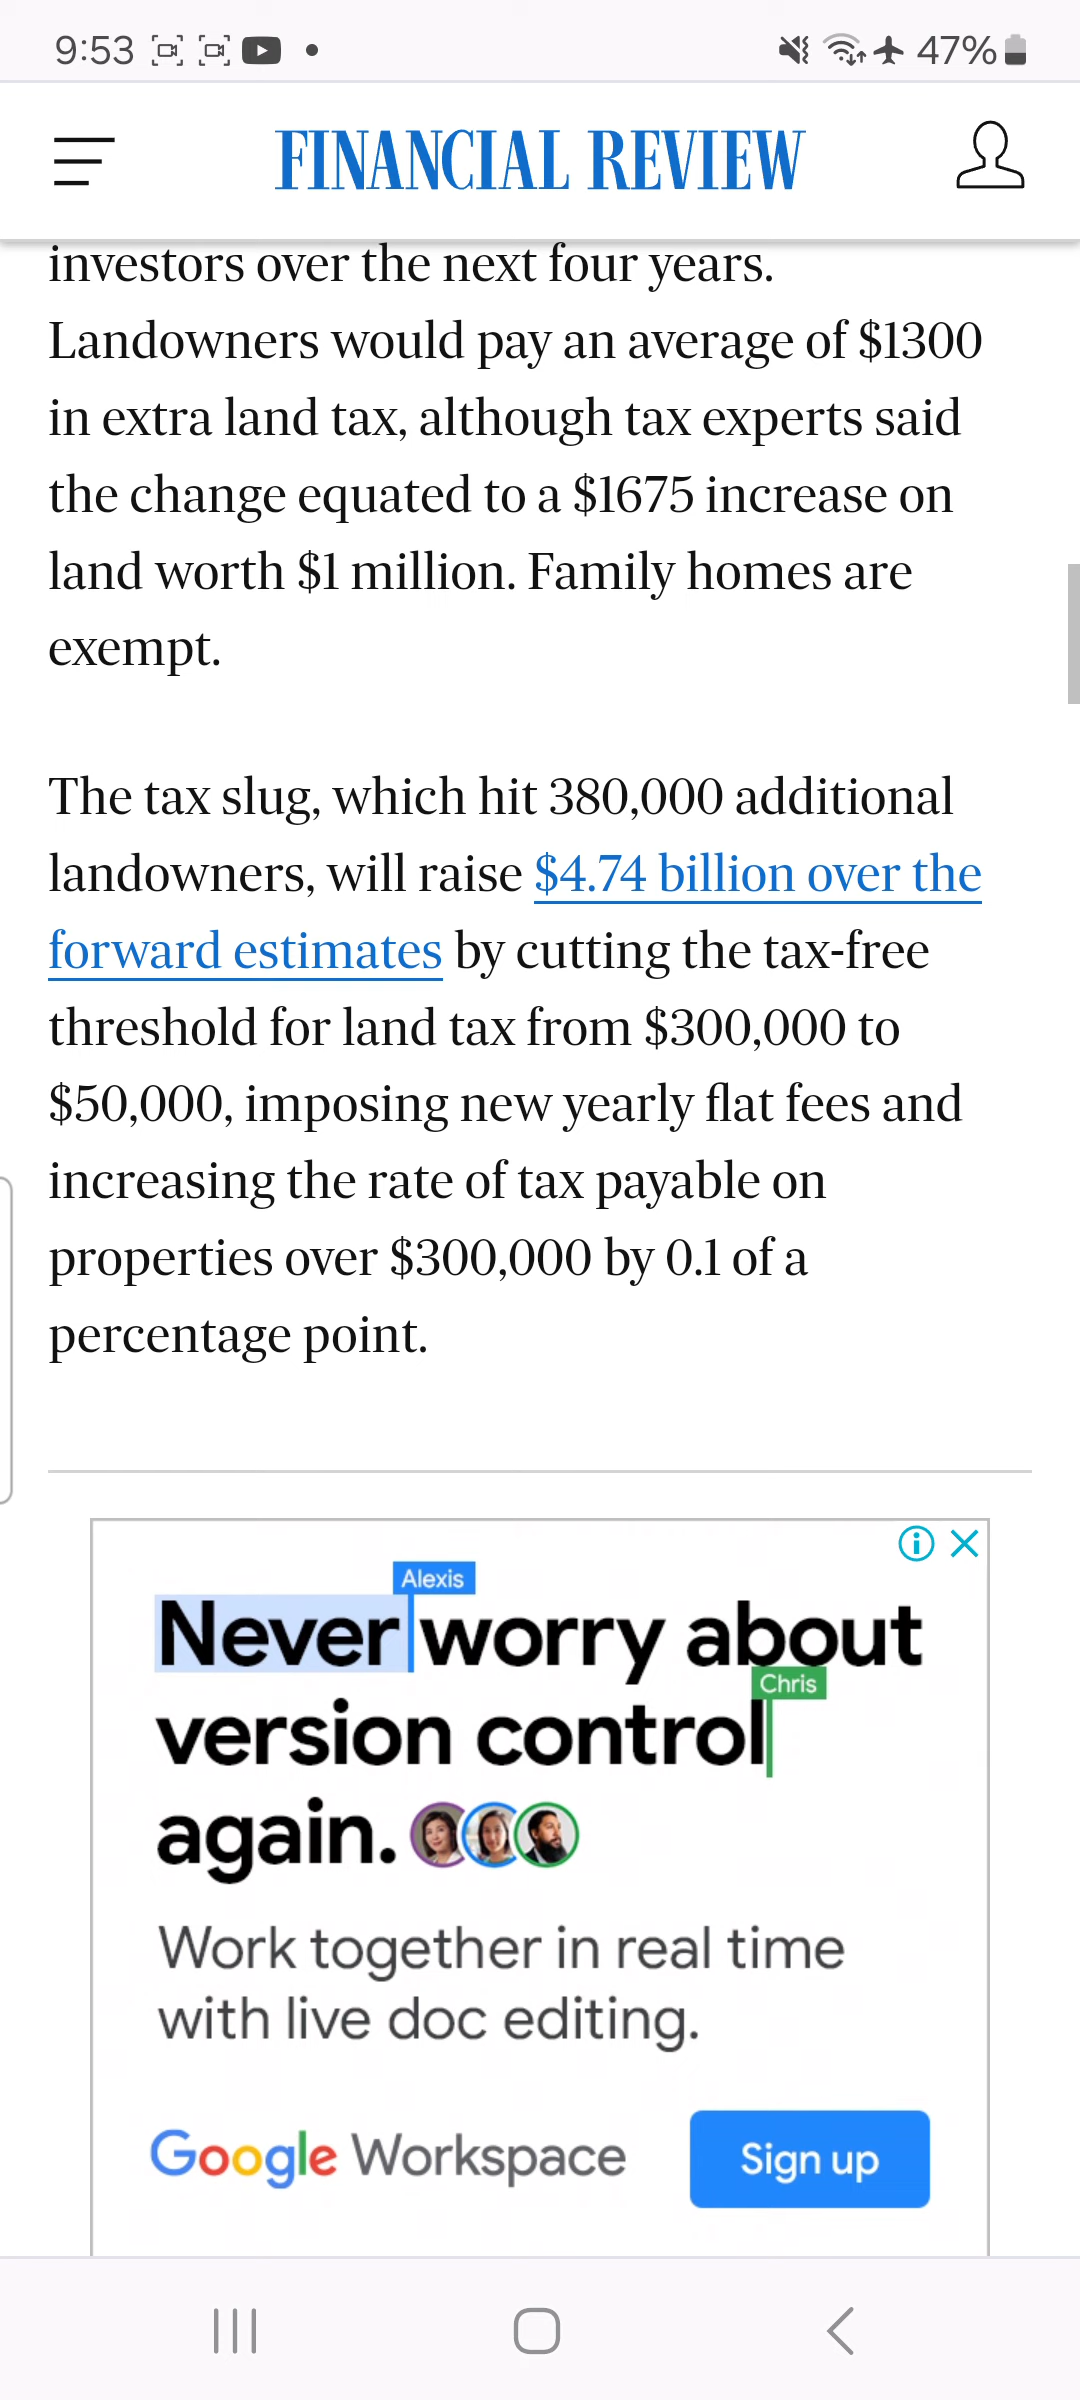 9:53
47%
FINANCIAL REVIEW
investors over the next four years.
Landowners would pay an average of $1300
in extra land tax, although tax experts said
the change equated to a $1675 increase on
land worth $1 million. Family homes are
exempt.
The tax slug, which hit 380,000 additional
landowners, will raise $4.74 billion over the
forward estimates by cutting the tax-free
threshold for land tax from $300,000 to
$50,000, imposing new yearly flat fees and
increasing the rate of tax payable on
properties over $300,000 by 0.1 of a
percentage point.
Alexis
Never worry about
Chris
version control
again.
Work together in real time
with live doc editing.
Google Workspace
Sign up